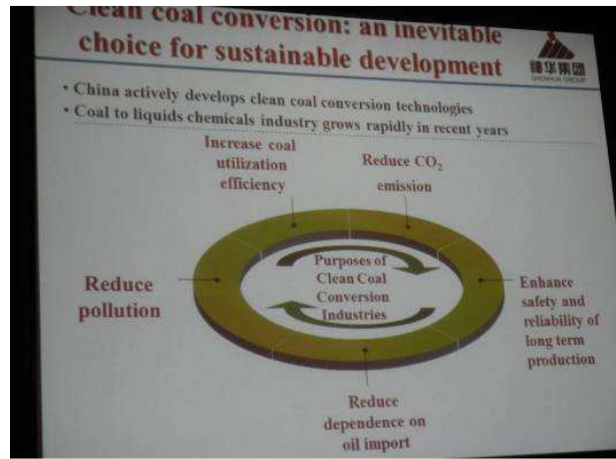 Clean coal conversion: an inevitable
choice for sustainable development
神华集团
SHENHUA GROUP
• China actively develops clean coal conversion technologies
• Coal to liquids chemicals industry grows rapidly in recent years
Increase coal
utilization
efficiency
Reduce CO₂
emission
Reduce
pollution
Purposes of
Clean Coal
Conversion
Industries
Enhance
safety and
reliability of
long term
production
Reduce
dependence on
oil import